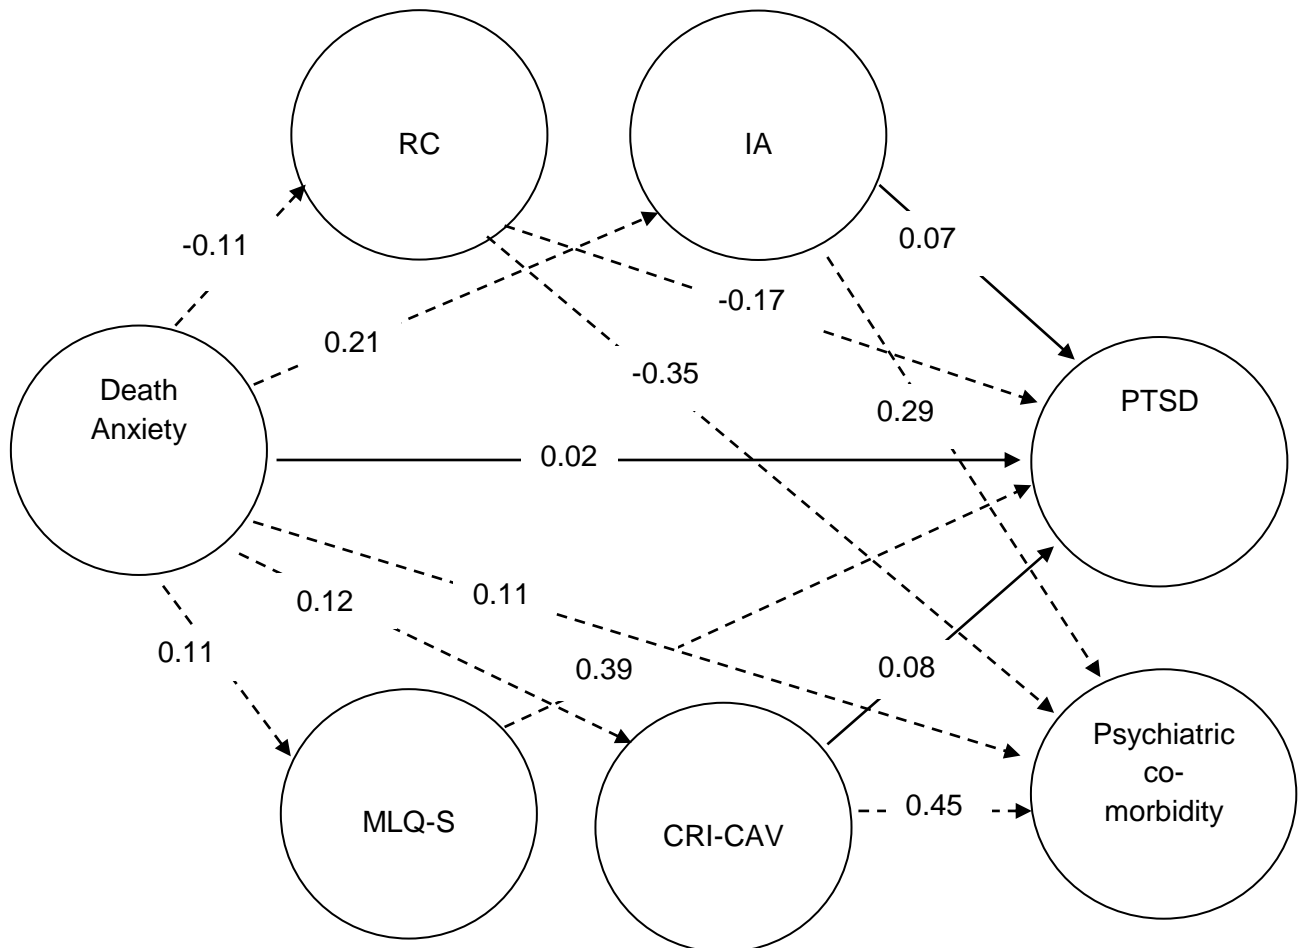 RC
IA
-0.11
0.07
-0.17
0.21
-0.35
0.29
Death
Anxiety
PTSD
0.02
0.12
0.11
0.11
0.39
0.08
Psychiatric
co-
morbidity
MLQ-S
CRI-CAV
0.45